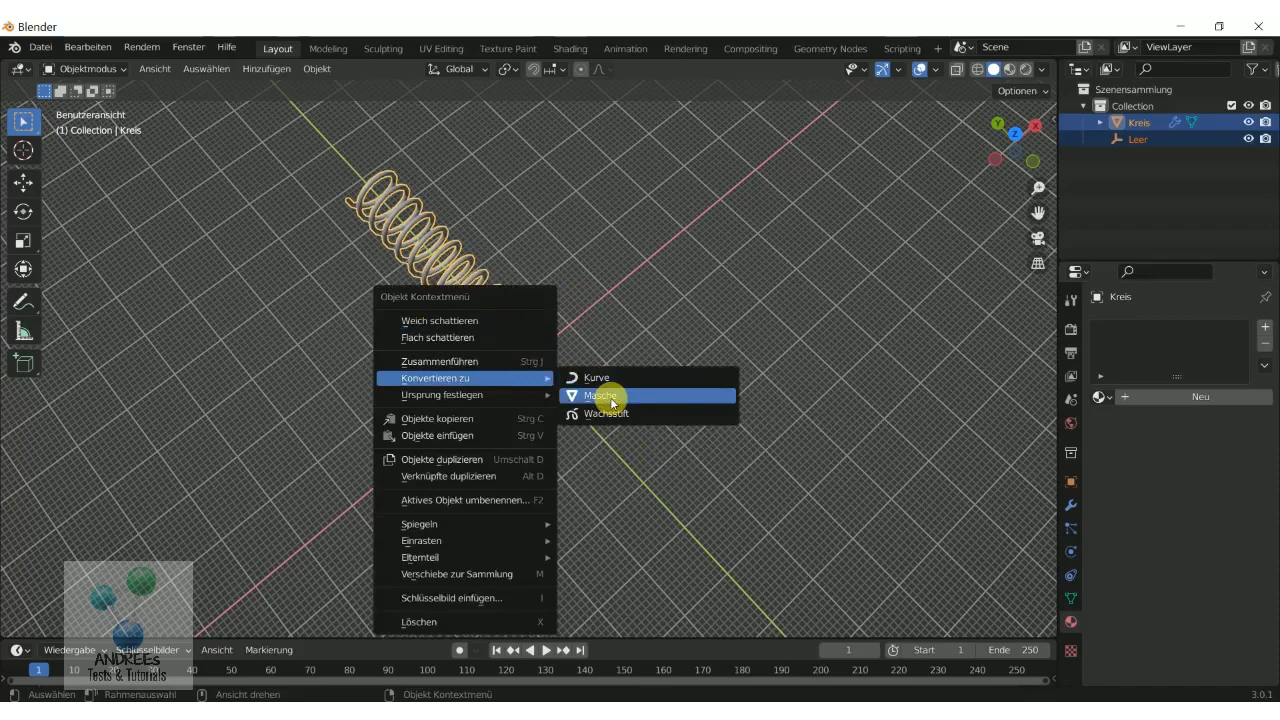 Blender
Datei Bearbeiten Rendern Fenster Hilfe Layout Modeling Sculpting UV Editing Texture Paint Shading Animation Rendering Compositing Geometry Nodes Scripting + Scene ViewLayer
Objektmodus Ansicht Auswählen Hinzufügen Objekt Global
Optionen
Szenensammlung
Collection
Kreis
Leer
Benutzeransicht
(1) Collection | Kreis
Y X Z
Objekt Kontextmenü
Weich schattieren
Flach schattieren
Zusammenführen Strg J
Konvertieren zu
Ursprung festlegen
Objekte kopieren Strg C
Objekte einfügen Strg V
Objekte duplizieren Umschalt D
Verknüpfte duplizieren Alt D
Aktives Objekt umbenennen... F2
Spiegeln
Einrasten
Elternteil
Verschiebe zur Sammlung M
Schlüsselbild einfügen... I
Löschen X
Kurve
Masche
Wachsstift
Kreis
Neu
ANDREEs
Tests & Tutorials
Wiedergabe Schlüsselbilder Ansicht Markierung 1 Start 1 Ende 250
1 10 20 30 40 50 60 70 80 90 100 110 120 130 140 150 160 170 180 190 200 210 220 230 240 250
Auswählen Rahmenauswahl Ansicht drehen Objekt Kontextmenü 3.0.1